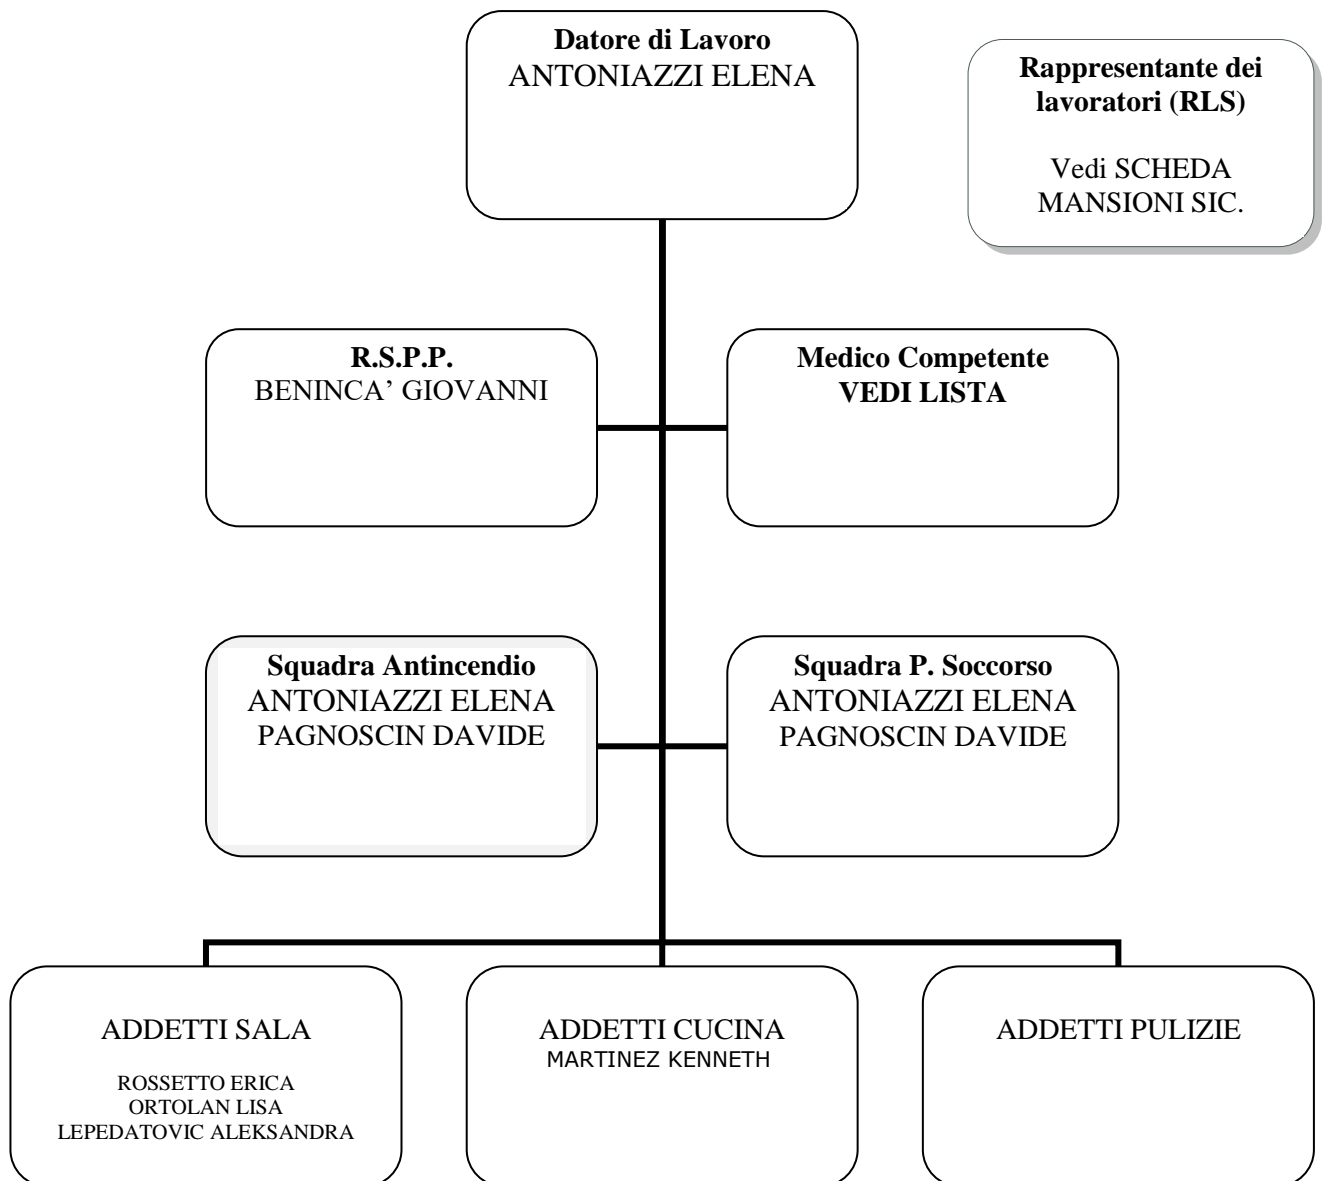 Datore di Lavoro
ANTONIAZZI ELENA
Rappresentante dei
lavoratori (RLS)
Vedi SCHEDA
MANSIONI SIC.
R.S.P.P.
BENINCA’ GIOVANNI
Medico Competente
VEDI LISTA
Squadra Antincendio
ANTONIAZZI ELENA
PAGNOSCIN DAVIDE
Squadra P. Soccorso
ANTONIAZZI ELENA
PAGNOSCIN DAVIDE
ADDETTI SALA
ROSSETTO ERICA
ORTOLAN LISA
LEPEDATOVIC ALEKSANDRA
ADDETTI CUCINA
MARTINEZ KENNETH
ADDETTI PULIZIE